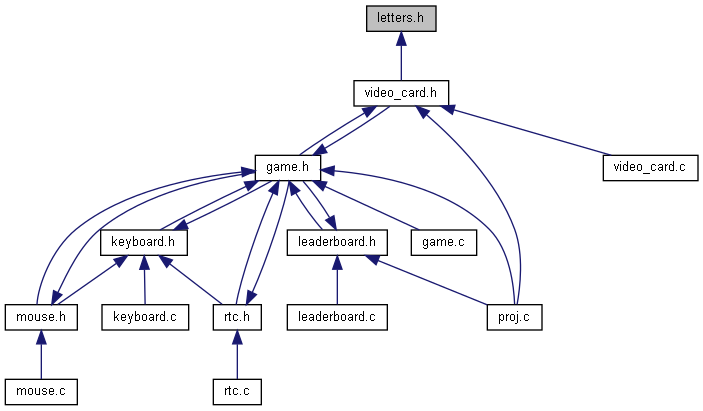 letters.h
video_card.h
game.h
video_card.c
keyboard.h
leaderboard.h
game.c
mouse.h
keyboard.c
rtc.h
leaderboard.c
proj.c
mouse.c
rtc.c